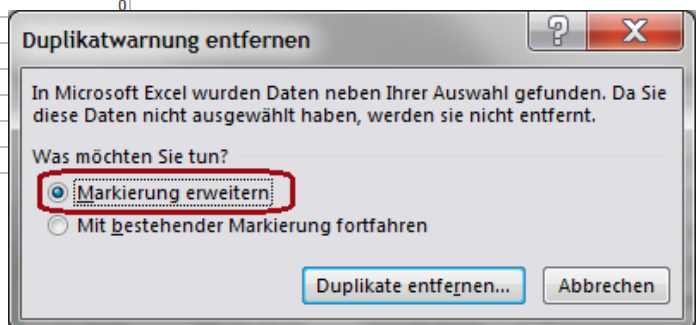 0
Duplikatwarnung entfernen
In Microsoft Excel wurden Daten neben Ihrer Auswahl gefunden. Da Sie
diese Daten nicht ausgewählt haben, werden sie nicht entfernt.
Was möchten Sie tun?
Markierung erweitern
Mit bestehender Markierung fortfahren
Duplikate entfernen... Abbrechen